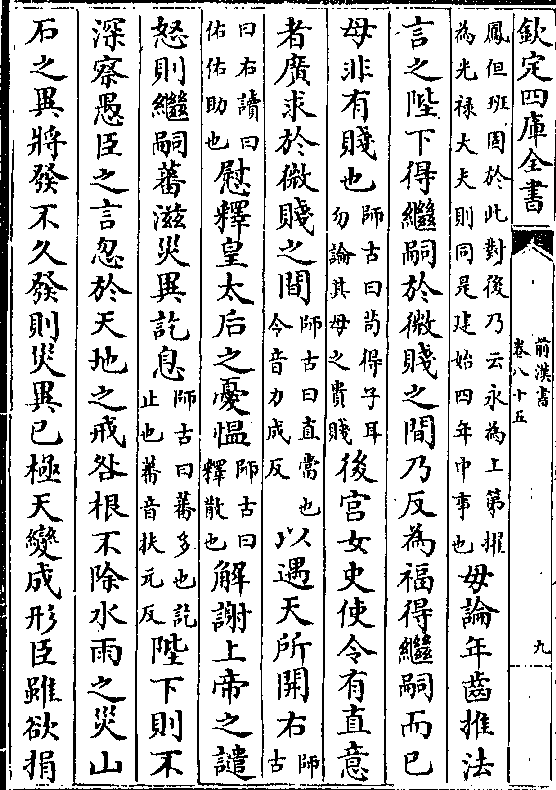 欽定四庫全書
前漢書
卷八十五
九
鳳但班固於此對後乃云永為上第擢
為光禄大夫則同是建始四年中事也
毋論年齒推法
言之陛下得繼嗣於微賤之間乃反為福得繼嗣而已
母非有賤也
師古曰茍得子耳
勿論其母之貴賤
後宮女史使令有直意
者廣求於微賤之間
師古曰直當也
令音力成反
以遇天所開右
師古
曰右讀曰
佑佑助也
慰釋皇太后之憂愠
師古曰
釋散也
解謝上帝之譴
怒則繼嗣蕃滋災異訖息
師古曰蕃多也訖
止也蕃音扶元反
陛下則不
深察愚臣之言忽於天地之戒咎根不除水雨之災山
石之異將發不久發則災異已極天變成形臣雖欲捐